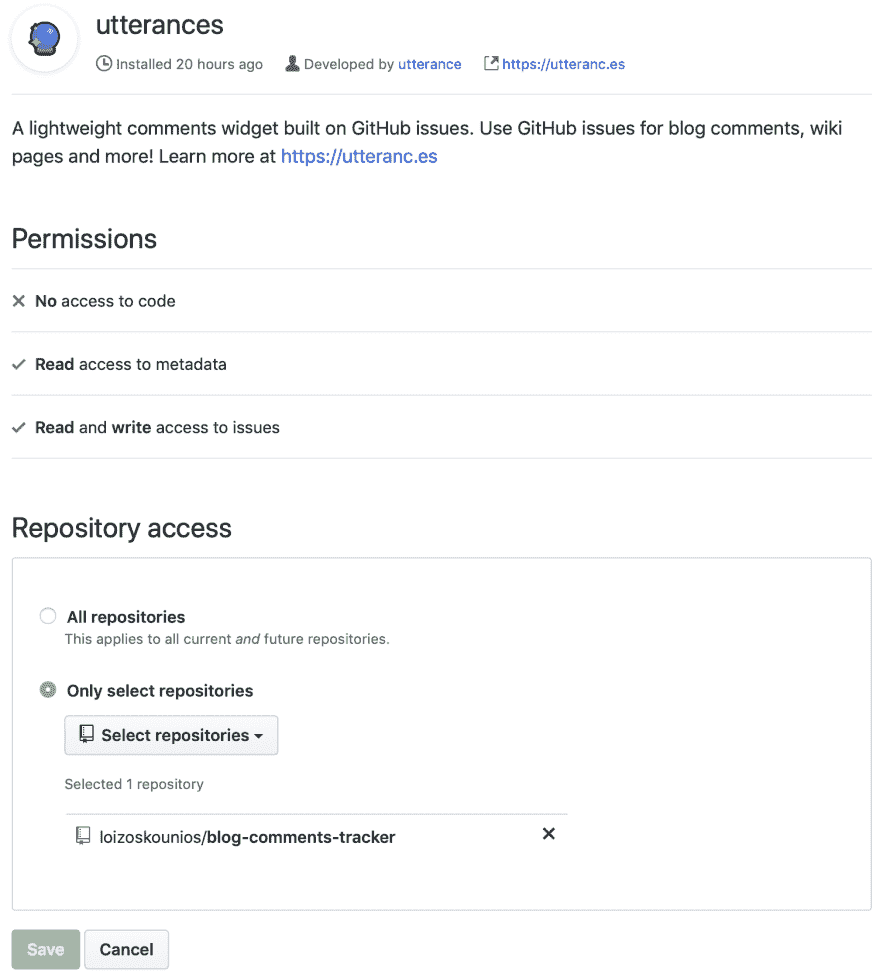 utterances
Installed 20 hours ago Developed by utterance https://utteranc.es
A lightweight comments widget built on GitHub issues. Use GitHub issues for blog comments, wiki
pages and more! Learn more at https://utteranc.es
Permissions
No access to code
Read access to metadata
Read and write access to issues
Repository access
All repositories
This applies to all current and future repositories.
Only select repositories
Select repositories
Selected 1 repository
loizoskounios/blog-comments-tracker
Save Cancel